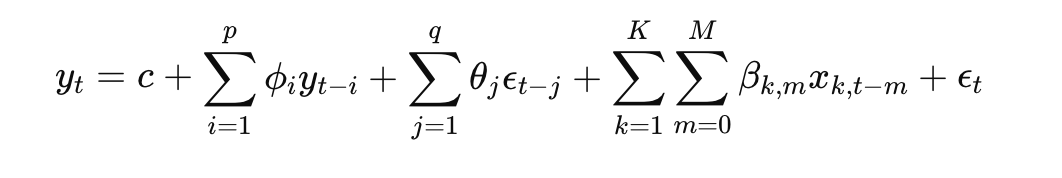 y_t = c + \sum_{i=1}^{p} \phi_i y_{t-i} + \sum_{j=1}^{q} \theta_j \epsilon_{t-j} + \sum_{k=1}^{K} \sum_{m=0}^{M} \beta_{k,m} x_{k,t-m} + \epsilon_t